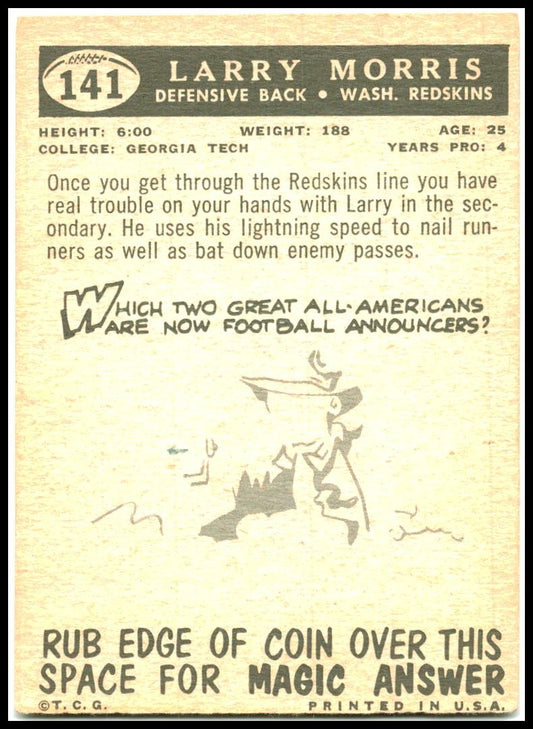 141
LARRY MORRIS
DEFENSIVE BACK • WASH. REDSKINS
HEIGHT: 6:00 WEIGHT: 188 AGE: 25
COLLEGE: GEORGIA TECH YEARS PRO: 4
Once you get through the Redskins line you have
real trouble on your hands with Larry in the sec-
ondary. He uses his lightning speed to nail run-
ners as well as bat down enemy passes.
WHICH TWO GREAT ALL-AMERICANS
ARE NOW FOOTBALL ANNOUNCERS?
RUB EDGE OF COIN OVER THIS
SPACE FOR MAGIC ANSWER
©T.C.G. PRINTED IN U.S.A.